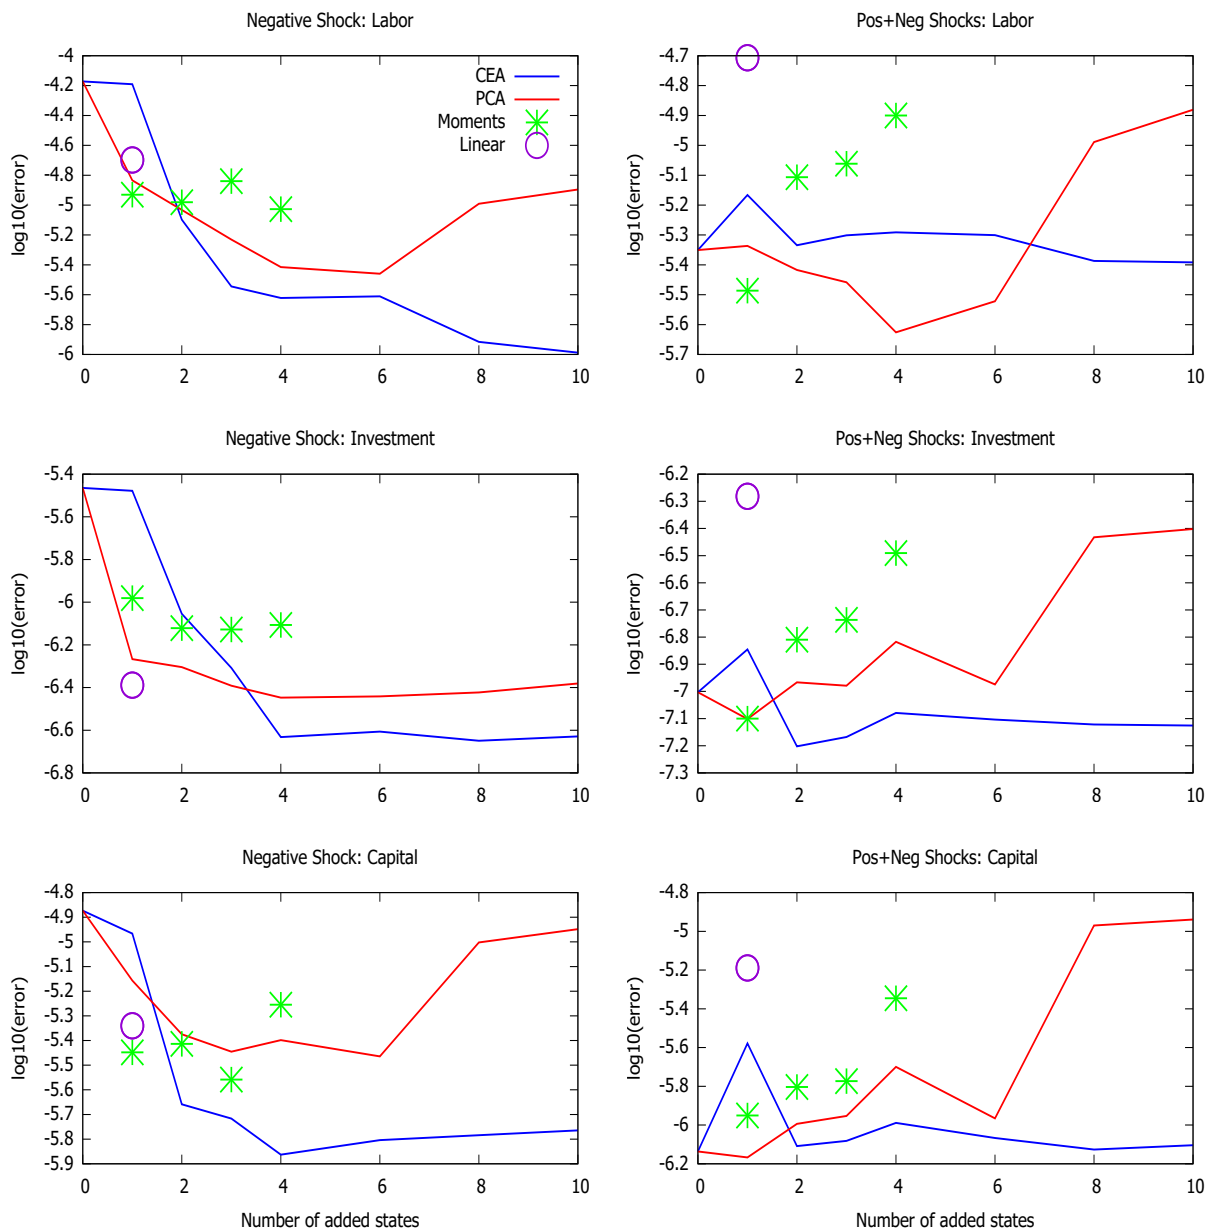 Negative Shock: Labor
-4
-4.2
-4.4
-4.6
-4.8
-5
-5.2
-5.4
-5.6
-5.8
-6
log10(error)
CEA
PCA
Moments
Linear
0 2 4 6 8 10
Pos+Neg Shocks: Labor
-4.7
-4.8
-4.9
-5
-5.1
-5.2
-5.3
-5.4
-5.5
-5.6
-5.7
log10(error)
0 2 4 6 8 10
Negative Shock: Investment
-5.4
-5.6
-5.8
-6
-6.2
-6.4
-6.6
-6.8
log10(error)
0 2 4 6 8 10
Pos+Neg Shocks: Investment
-6.2
-6.3
-6.4
-6.5
-6.6
-6.7
-6.8
-6.9
-7
-7.1
-7.2
-7.3
log10(error)
0 2 4 6 8 10
Negative Shock: Capital
-4.8
-4.9
-5
-5.1
-5.2
-5.3
-5.4
-5.5
-5.6
-5.7
-5.8
-5.9
log10(error)
0 2 4 6 8 10
Number of added states
Pos+Neg Shocks: Capital
-4.8
-5
-5.2
-5.4
-5.6
-5.8
-6
-6.2
log10(error)
0 2 4 6 8 10
Number of added states